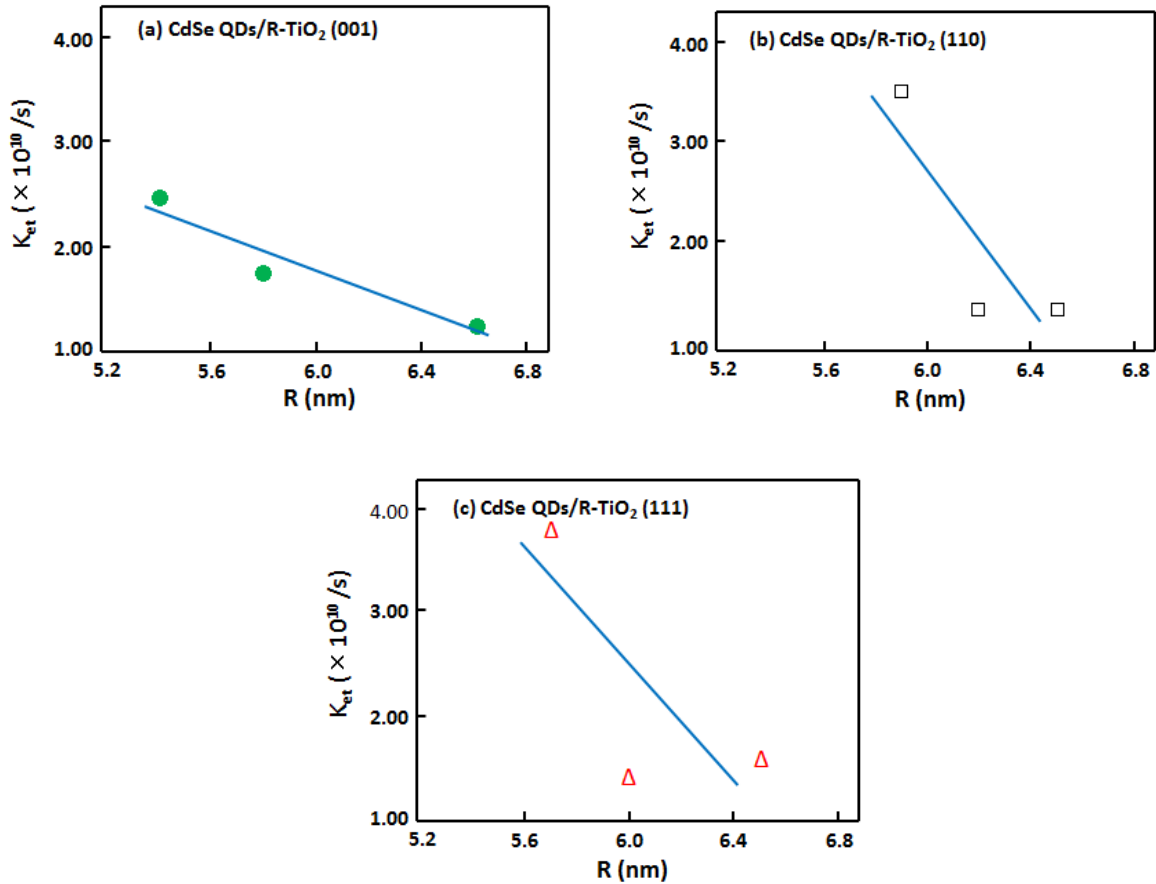 (a) CdSe QDs/R-TiO₂ (001)
K_et ( × 10¹⁰ /s)
4.00
3.00
2.00
1.00
5.2 5.6 6.0 6.4 6.8
R (nm)
(b) CdSe QDs/R-TiO₂ (110)
K_et ( × 10¹⁰ /s)
4.00
3.00
2.00
1.00
5.2 5.6 6.0 6.4 6.8
R (nm)
(c) CdSe QDs/R-TiO₂ (111)
K_et ( × 10¹⁰ /s)
4.00
3.00
2.00
1.00
5.2 5.6 6.0 6.4 6.8
R (nm)